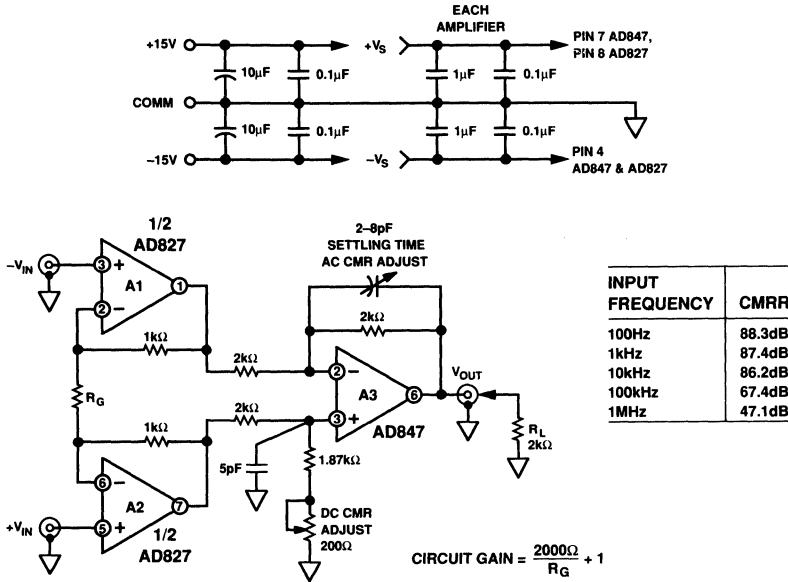 EACH
AMPLIFIER
+15V
+VS
PIN 7 AD847,
PIN 8 AD827
10µF
0.1µF
1µF
0.1µF
COMM
10µF
0.1µF
1µF
0.1µF
–15V
–VS
PIN 4
AD847 & AD827
1/2
AD827
2–8pF
SETTLING TIME
AC CMR ADJUST
–VIN
3
+
A1
1
2
–
1kΩ
2kΩ
2kΩ
RG
2
–
A3
6
3
+
AD847
VOUT
RL
2kΩ
1kΩ
2kΩ
5pF
1.87kΩ
6
–
A2
7
+VIN
5
+
1/2
AD827
DC CMR
ADJUST
200Ω
CIRCUIT GAIN = 2000Ω / RG + 1
INPUT
FREQUENCY CMRR
100Hz 88.3dB
1kHz 87.4dB
10kHz 86.2dB
100kHz 67.4dB
1MHz 47.1dB